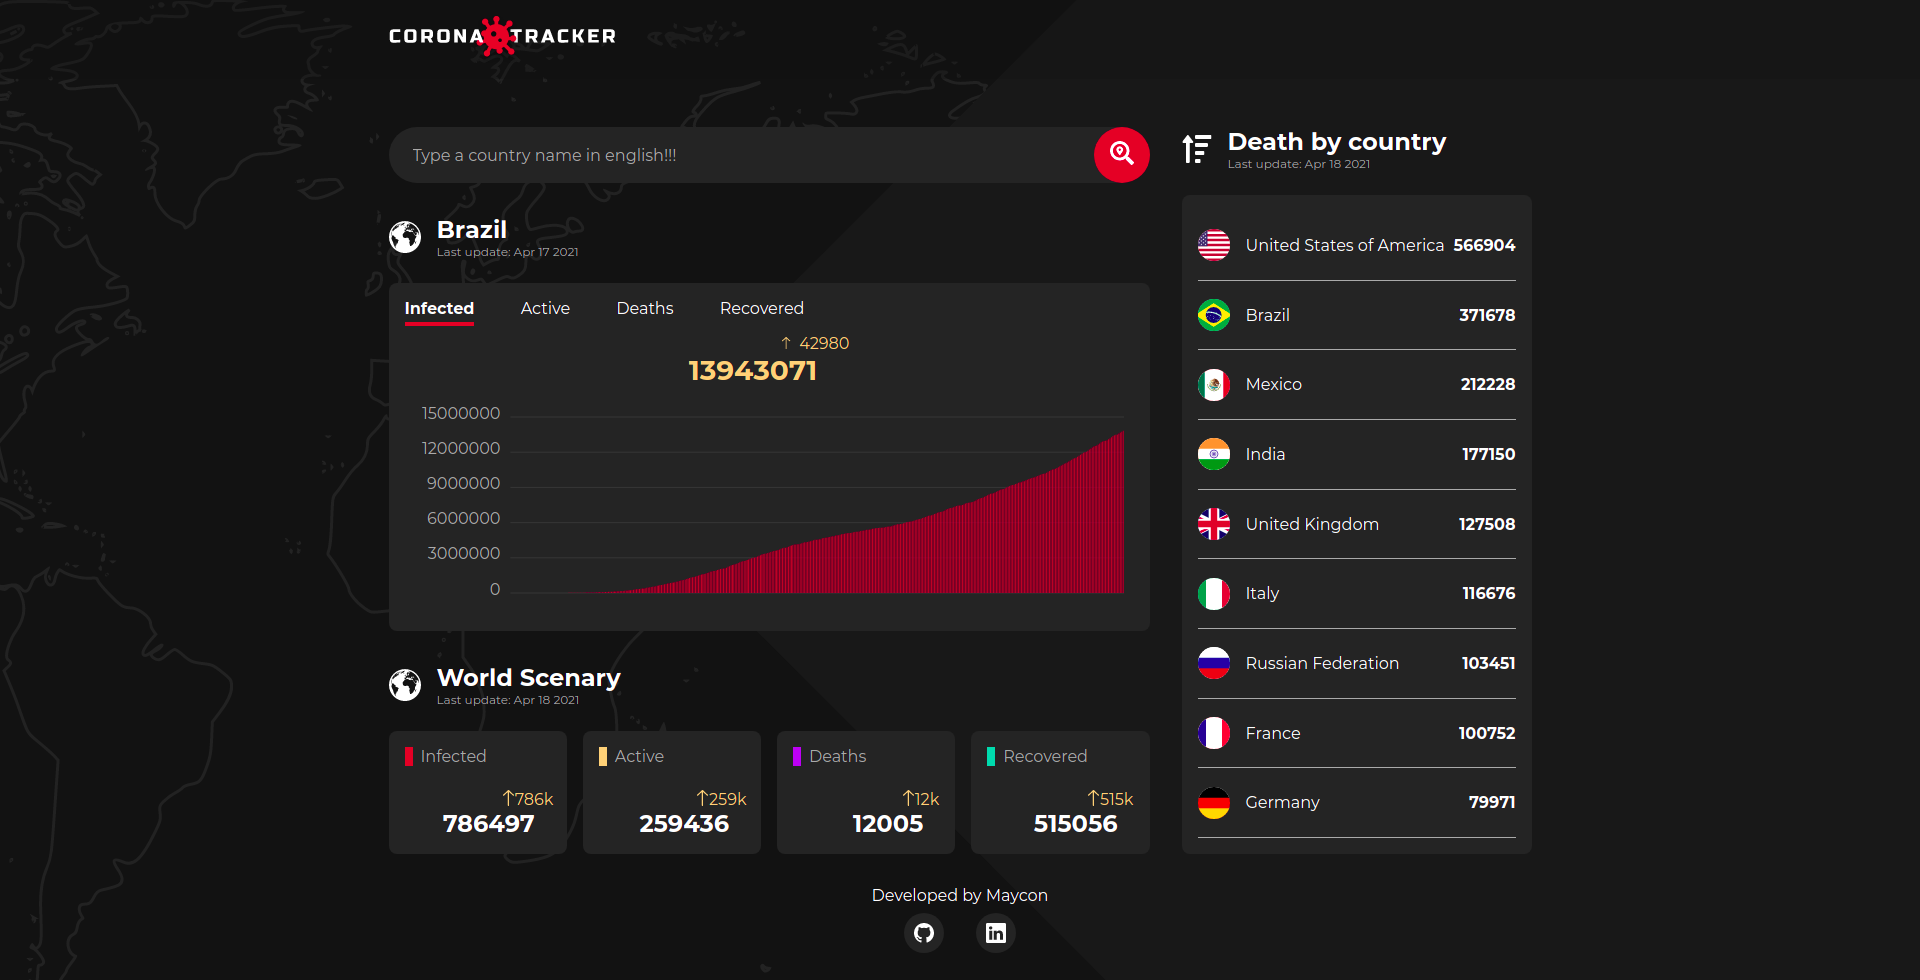 CORONA TRACKER
Type a country name in english!!!
Brazil
Last update: Apr 17 2021
Infected Active Deaths Recovered
↑ 42980
13943071
15000000
12000000
9000000
6000000
3000000
0
World Scenary
Last update: Apr 18 2021
Infected
↑786k
786497
Active
↑259k
259436
Deaths
↑12k
12005
Recovered
↑515k
515056
Death by country
Last update: Apr 18 2021
United States of America 566904
Brazil 371678
Mexico 212228
India 177150
United Kingdom 127508
Italy 116676
Russian Federation 103451
France 100752
Germany 79971
Developed by Maycon
in